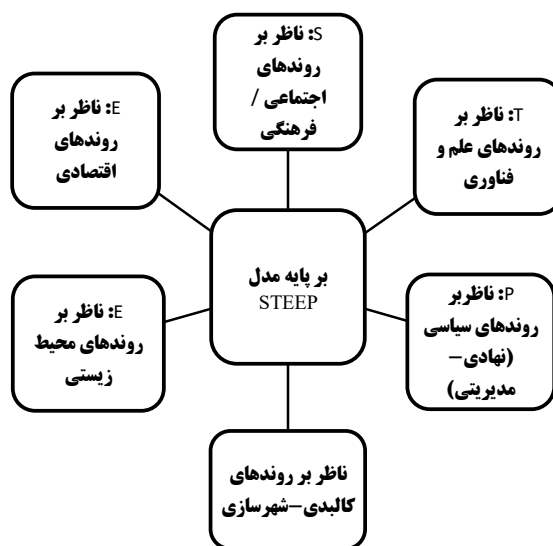 S: ناظر بر
روندهای
اجتماعی /
فرهنگی
T: ناظر بر
روندهای علم و
فناوری
P: ناظربر
روندهای سیاسی
(نهادی–
مدیریتی)
ناظر بر روندهای
کالبدی–شهرسازی
E: ناظر بر
روندهای محیط
زیستی
E: ناظر بر
روندهای
اقتصادی
بر پایه مدل
STEEP